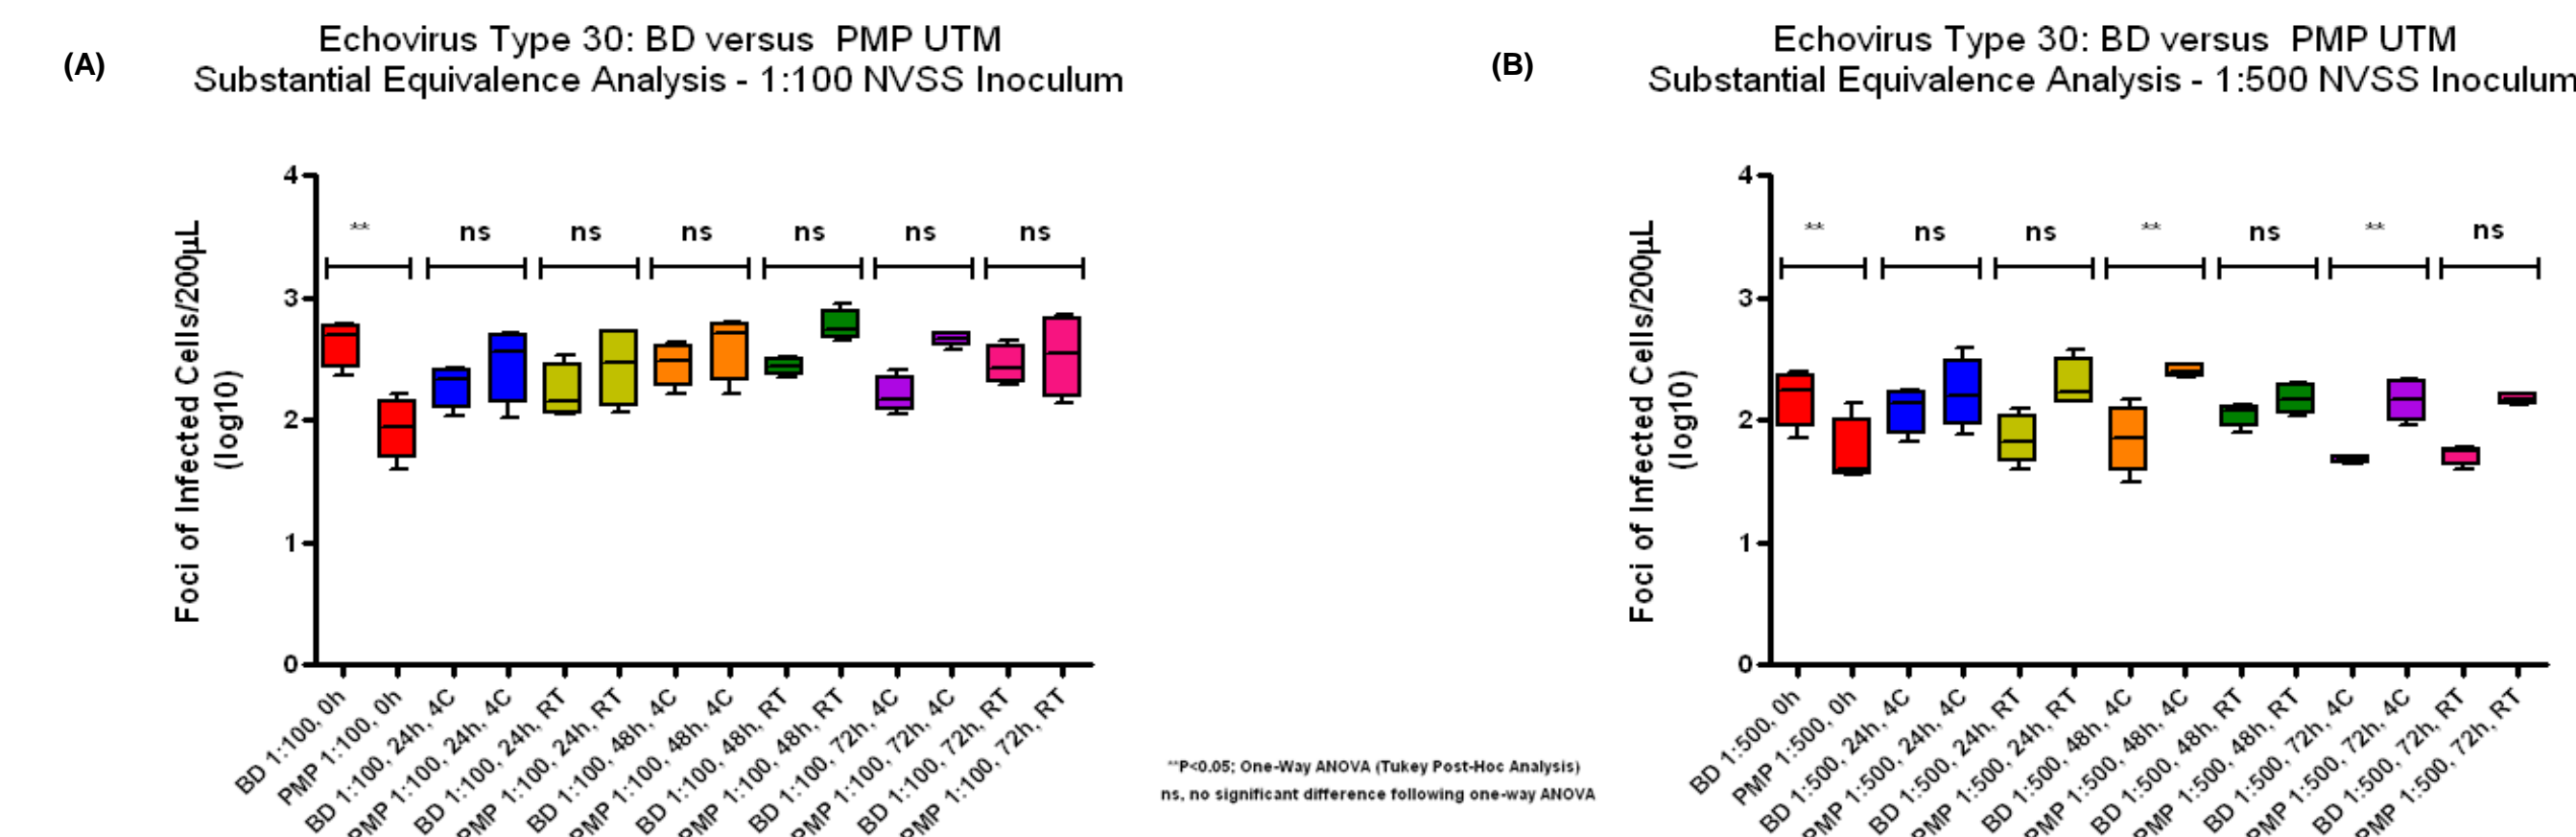 (A)
Echovirus Type 30: BD versus PMP UTM
Substantial Equivalence Analysis - 1:100 NVSS Inoculum
Foci of Infected Cells/200µL
(log10)
4
3
2
1
0
** ns ns ns ns ns ns
BD 1:100, 0h
PMP 1:100, 0h
BD 1:100, 24h, 4C
PMP 1:100, 24h, 4C
BD 1:100, 24h, RT
PMP 1:100, 24h, RT
BD 1:100, 48h, 4C
PMP 1:100, 48h, 4C
BD 1:100, 48h, RT
PMP 1:100, 48h, RT
BD 1:100, 72h, 4C
PMP 1:100, 72h, 4C
BD 1:100, 72h, RT
PMP 1:100, 72h, RT
**P<0.05; One-Way ANOVA (Tukey Post-Hoc Analysis)
ns, no significant difference following one-way ANOVA
(B)
Echovirus Type 30: BD versus PMP UTM
Substantial Equivalence Analysis - 1:500 NVSS Inoculum
Foci of Infected Cells/200µL
(log10)
4
3
2
1
0
** ns ns ** ns ** ns
BD 1:500, 0h
PMP 1:500, 0h
BD 1:500, 24h, 4C
PMP 1:500, 24h, 4C
BD 1:500, 24h, RT
PMP 1:500, 24h, RT
BD 1:500, 48h, 4C
PMP 1:500, 48h, 4C
BD 1:500, 48h, RT
PMP 1:500, 48h, RT
BD 1:500, 72h, 4C
PMP 1:500, 72h, 4C
BD 1:500, 72h, RT
PMP 1:500, 72h, RT